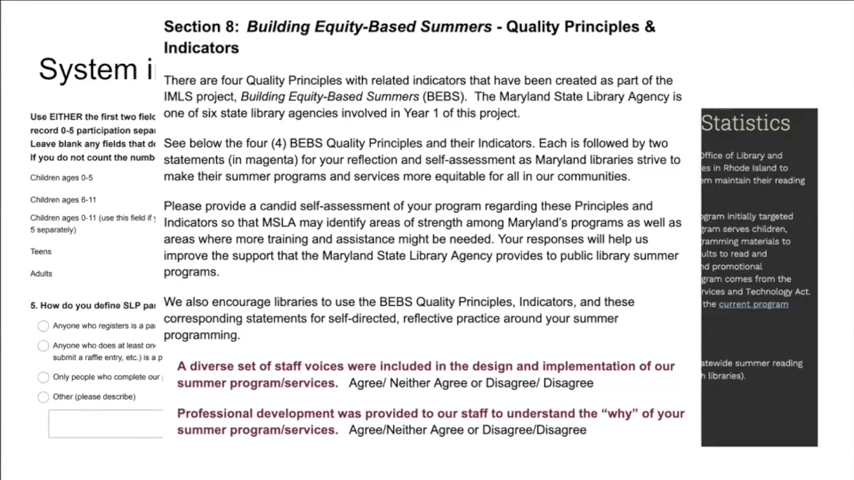 System i
Use EITHER the first two field
record 0-5 participation sepa
Leave blank any fields that do
If you do not count the numb
Children ages 0-5
Children ages 6-11
Children ages 0-11 (use this field if y
5 separately)
Teens
Adults
5. How do you define SLP pa
Anyone who registers is a pa
Anyone who does at least on
submit a raffle entry, etc.) is a p
Only people who complete our
Other (please describe)
Section 8: Building Equity-Based Summers - Quality Principles &
Indicators
There are four Quality Principles with related indicators that have been created as part of the
IMLS project, Building Equity-Based Summers (BEBS). The Maryland State Library Agency is
one of six state library agencies involved in Year 1 of this project.
See below the four (4) BEBS Quality Principles and their Indicators. Each is followed by two
statements (in magenta) for your reflection and self-assessment as Maryland libraries strive to
make their summer programs and services more equitable for all in our communities.
Please provide a candid self-assessment of your program regarding these Principles and
Indicators so that MSLA may identify areas of strength among Maryland's programs as well as
areas where more training and assistance might be needed. Your responses will help us
improve the support that the Maryland State Library Agency provides to public library summer
programs.
We also encourage libraries to use the BEBS Quality Principles, Indicators, and these
corresponding statements for self-directed, reflective practice around your summer
programming.
A diverse set of staff voices were included in the design and implementation of our
summer program/services. Agree/ Neither Agree or Disagree/ Disagree
Professional development was provided to our staff to understand the “why” of your
summer program/services. Agree/Neither Agree or Disagree/Disagree
Statistics
Office of Library and
es in Rhode Island to
em maintain their reading
ogram initially targeted
gram serves children,
ramming materials to
ults to read and
nd promotional
gram comes from the
rvices and Technology Act.
the current program
atewide summer reading
h libraries).